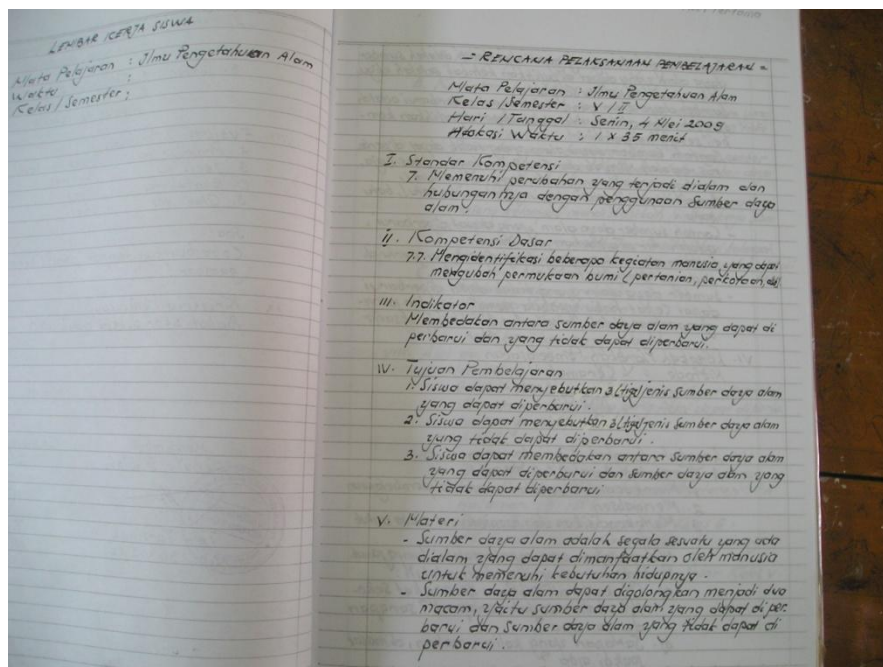 LEMBAR KERJA SISWA
Mata Pelajaran : Ilmu Pengetahuan Alam
Waktu :
Kelas / Semester :
- RENCANA PELAKSANAAN PEMBELAJARAN -
Mata Pelajaran : Ilmu Pengetahuan Alam
Kelas / Semester : V / II
Hari / Tanggal : Senin, 4 Mei 2009
Alokasi Waktu : 1 x 35 menit
I. Standar Kompetensi
7. Memenuhi perubahan yang terjadi dialam dan
hubungannya dengan penggunaan sumber daya
alam.
II. Kompetensi Dasar
7.7. Mengidentifikasi beberapa kegiatan manusia yang dapat
mengubah permukaan bumi (pertanian, perkotaan, dll)
III. Indikator
Membedakan antara sumber daya alam yang dapat di
perbarui dan yang tidak dapat diperbarui.
IV. Tujuan Pembelajaran
1. Siswa dapat menyebutkan 3 (tiga) jenis sumber daya alam
yang dapat diperbarui.
2. Siswa dapat menyebutkan 3 (tiga) jenis sumber daya alam
yang tidak dapat diperbarui.
3. Siswa dapat membedakan antara sumber daya alam
yang dapat diperbarui dan sumber daya alam yang
tidak dapat diperbarui
V. Materi
- Sumber daya alam adalah segala sesuatu yang ada
dialam yang dapat dimanfaatkan oleh manusia
untuk memenuhi kebutuhan hidupnya.
- Sumber daya alam dapat digolongkan menjadi dua
macam, yaitu sumber daya alam yang dapat diper
barui dan sumber daya alam yang tidak dapat di
perbarui.